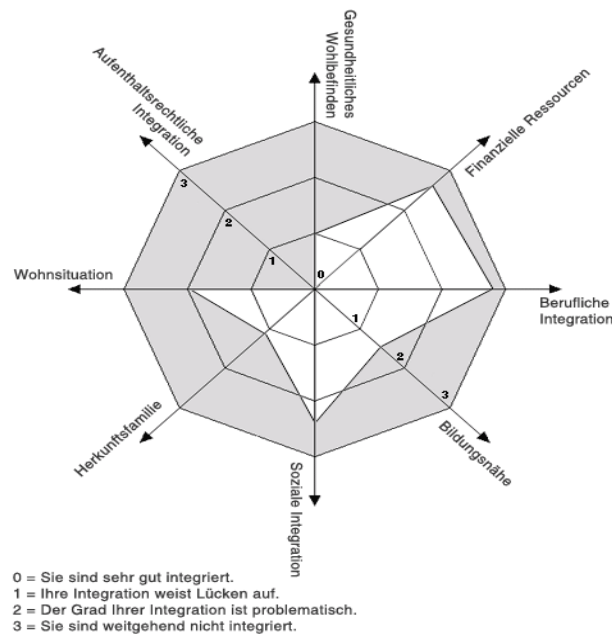 Gesundheitliches
Wohlbefinden
Aufenthaltsrechtliche
Integration
Finanzielle Ressourcen
3
2
1
0
Wohnsituation
Berufliche
Integration
1
2
3
Herkunftsfamilie
Bildungsnähe
Soziale Integration
0 = Sie sind sehr gut integriert.
1 = Ihre Integration weist Lücken auf.
2 = Der Grad Ihrer Integration ist problematisch.
3 = Sie sind weitgehend nicht integriert.